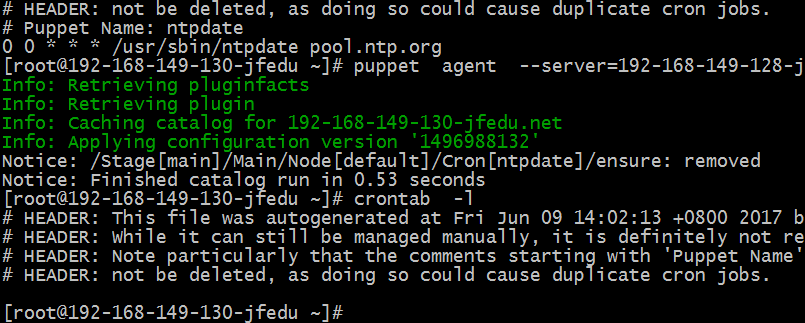 # HEADER: not be deleted, as doing so could cause duplicate cron jobs.
# Puppet Name: ntpdate
0 0 * * * /usr/sbin/ntpdate pool.ntp.org
[root@192-168-149-130-jfedu ~]# puppet  agent  --server=192-168-149-128-j
Info: Retrieving pluginfacts
Info: Retrieving plugin
Info: Caching catalog for 192-168-149-130-jfedu.net
Info: Applying configuration version '1496988132'
Notice: /Stage[main]/Main/Node[default]/Cron[ntpdate]/ensure: removed
Notice: Finished catalog run in 0.53 seconds
[root@192-168-149-130-jfedu ~]# crontab  -l
# HEADER: This file was autogenerated at Fri Jun 09 14:02:13 +0800 2017 b
# HEADER: While it can still be managed manually, it is definitely not re
# HEADER: Note particularly that the comments starting with 'Puppet Name'
# HEADER: not be deleted, as doing so could cause duplicate cron jobs.
[root@192-168-149-130-jfedu ~]#